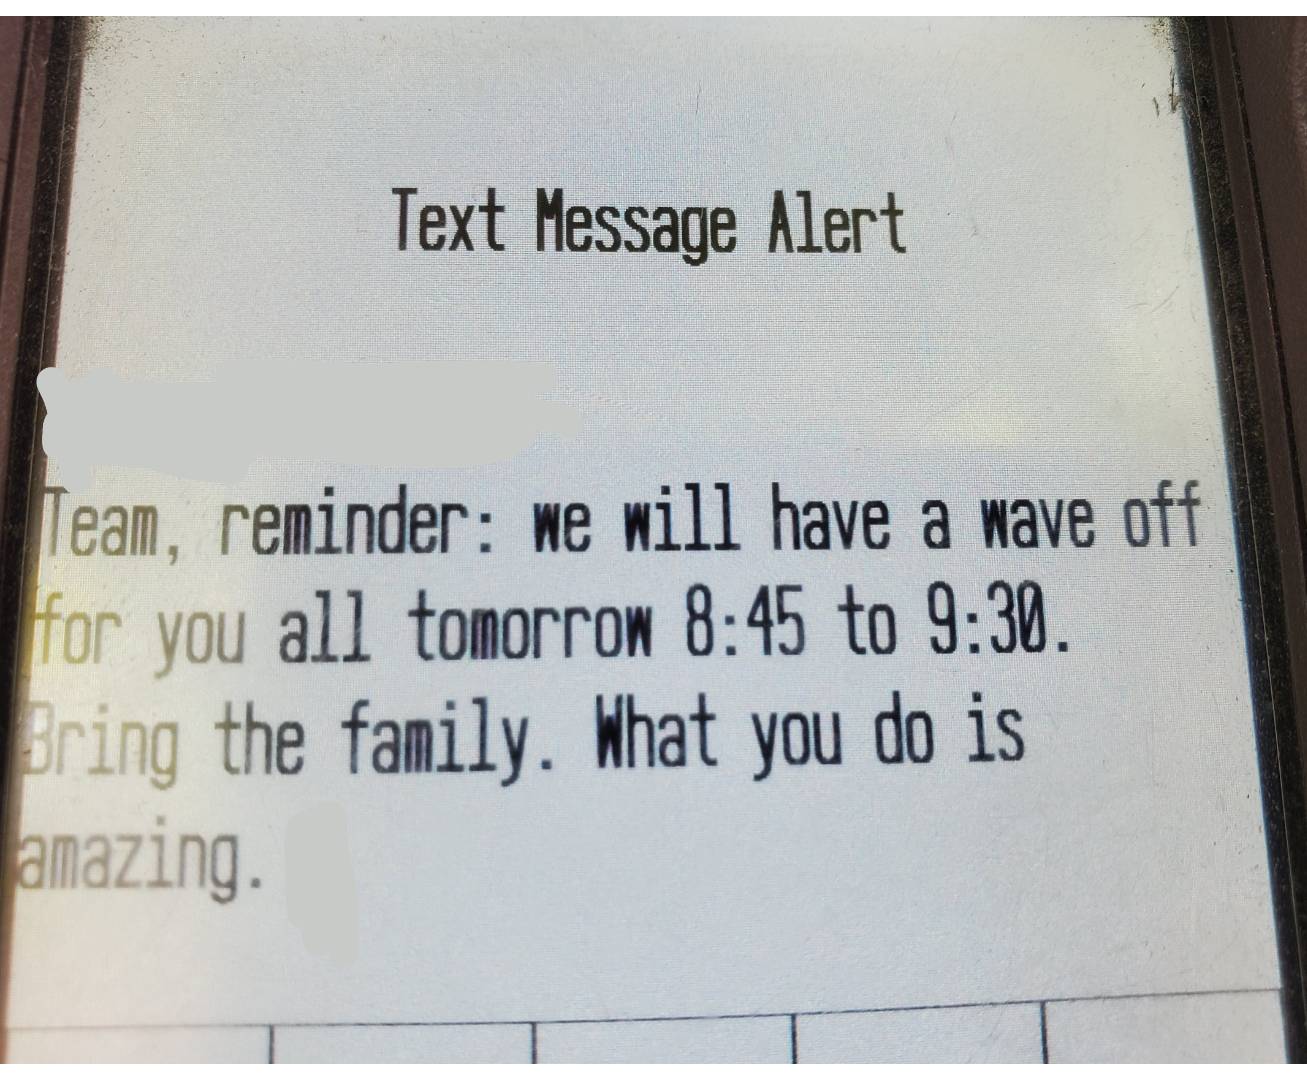 Text Message Alert
Team, reminder: we will have a wave off
for you all tomorrow 8:45 to 9:30.
Bring the family. What you do is
amazing.